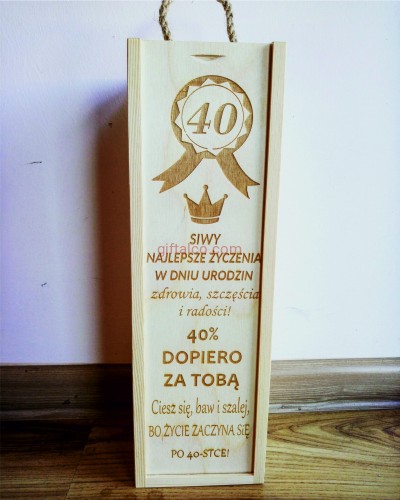 40
SIWY
giftalco.com
NAJLEPSZE ŻYCZENIA
W DNIU URODZIN
zdrowia, szczęścia
i radości!
40%
DOPIERO
ZA TOBĄ
Ciesz się, baw i szalej,
BO ŻYCIE ZACZYNA SIĘ
PO 40-STCE!